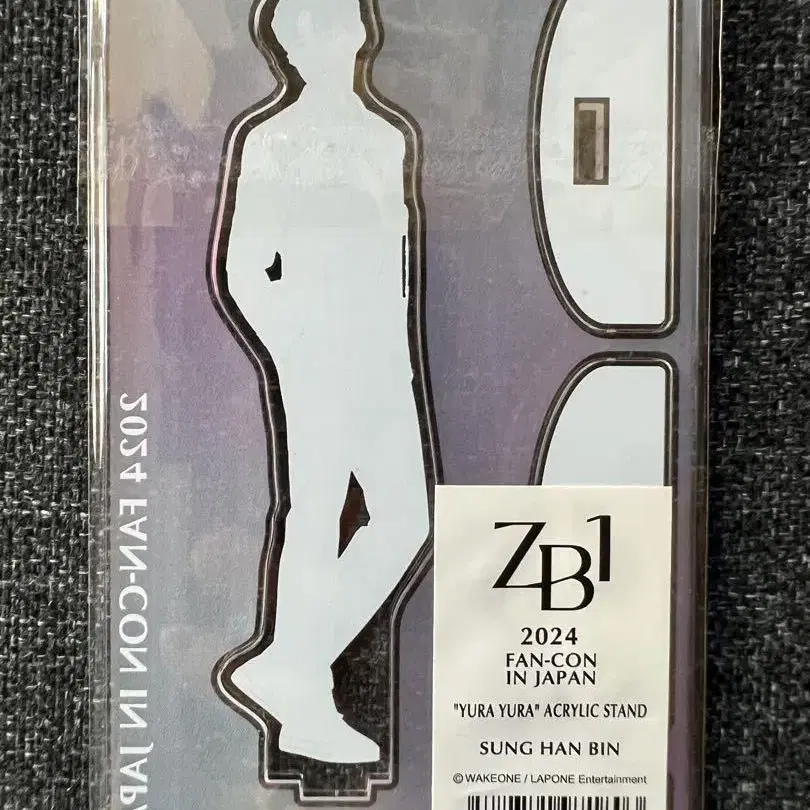 2024 FAN-CON IN JAPA
ZB1
2024
FAN-CON
IN JAPAN
"YURA YURA" ACRYLIC STAND
SUNG HAN BIN
©WAKEONE / LAPONE Entertainment